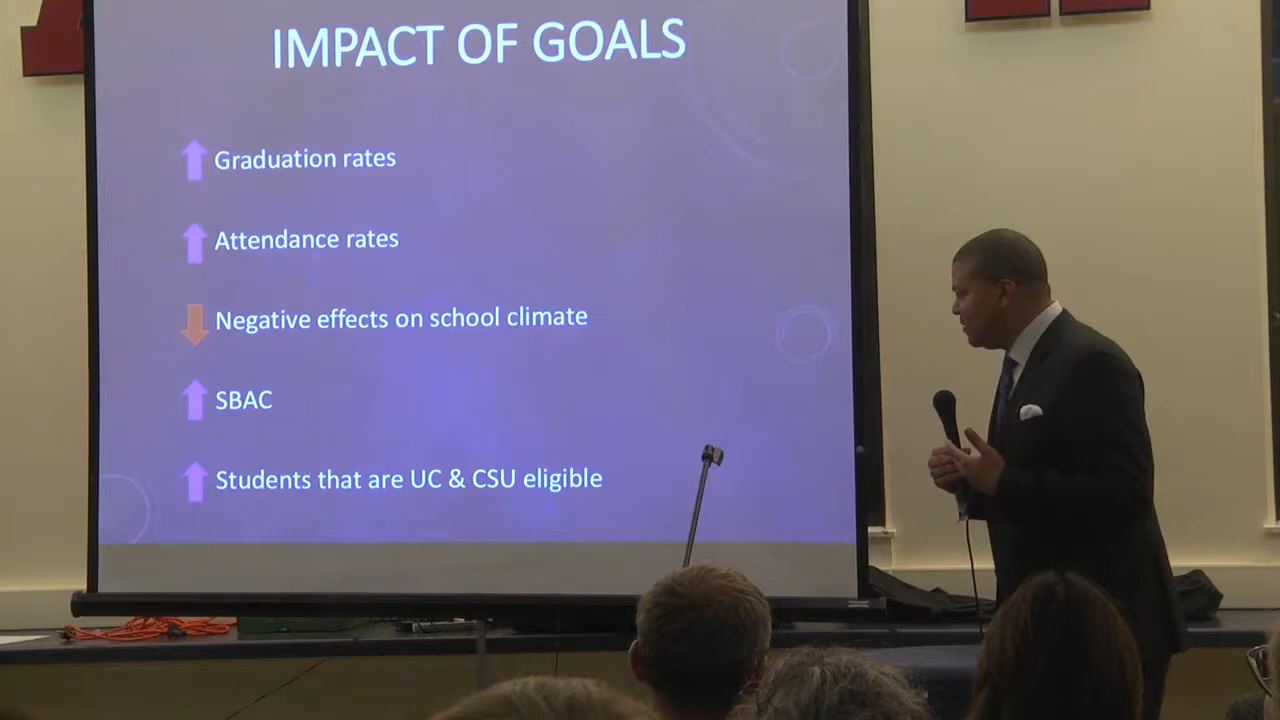 IMPACT OF GOALS
Graduation rates
Attendance rates
Negative effects on school climate
SBAC
Students that are UC & CSU eligible